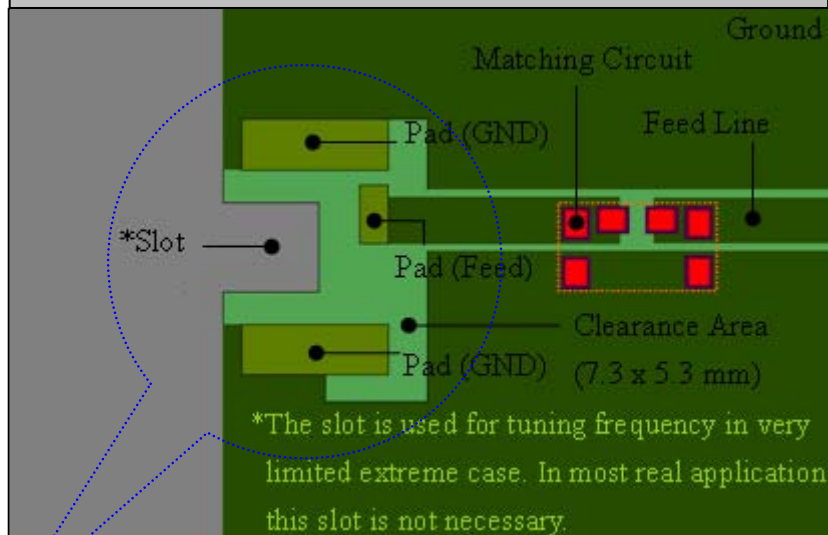 Ground
Matching Circuit
Pad (GND)
Feed Line
*Slot
Pad (Feed)
Clearance Area
Pad (GND)
(7.3 x 5.3 mm)
*The slot is used for tuning frequency in very
limited extreme case. In most real application
this slot is not necessary.